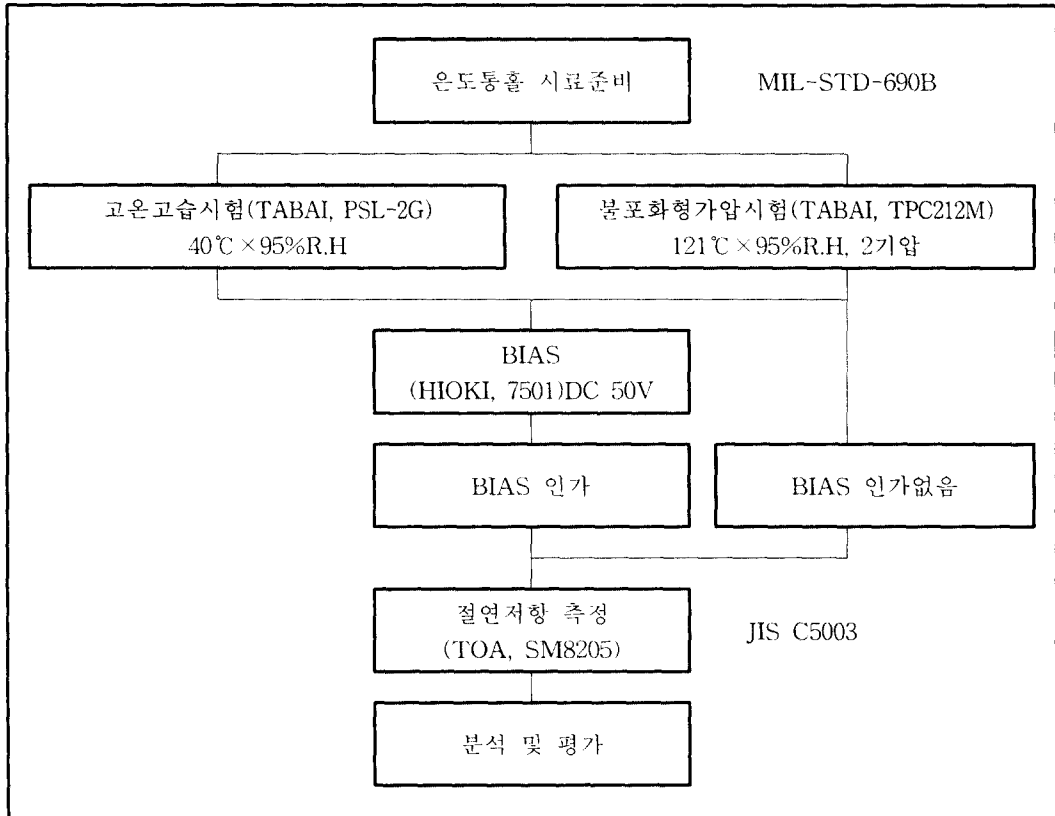 은도통홀 시료준비
MIL-STD-690B
고온고습시험(TABAI, PSL-2G)
40℃×95%R.H
불포화형가압시험(TABAI, TPC212M)
121℃×95%R.H, 2기압
BIAS
(HIOKI, 7501)DC 50V
BIAS 인가
BIAS 인가없음
절연저항 측정
(TOA, SM8205)
JIS C5003
분석 및 평가